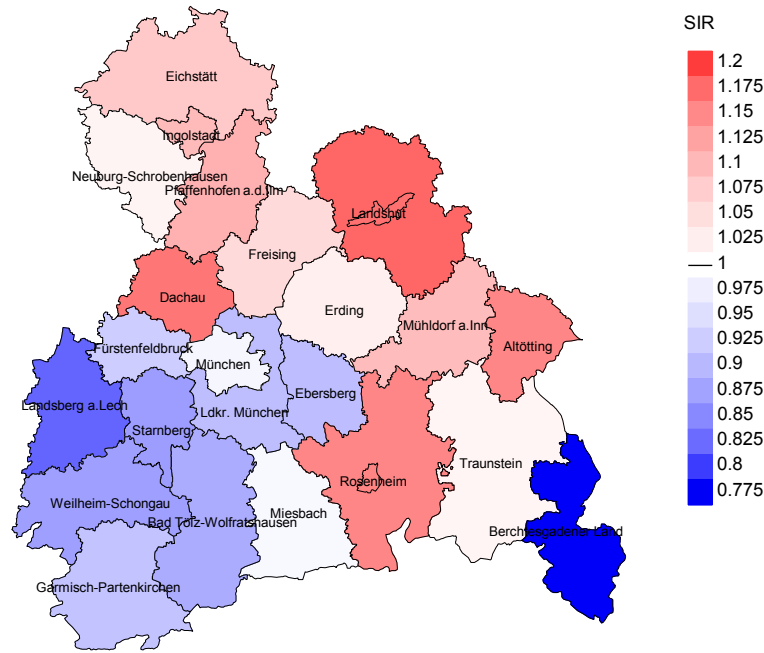 SIR
1.2
1.175
1.15
1.125
1.1
1.075
1.05
1.025
1
0.975
0.95
0.925
0.9
0.875
0.85
0.825
0.8
0.775
Eichstätt
Ingolstadt
Neuburg-Schrobenhausen
Pfaffenhofen a.d.Ilm
Landshut
Freising
Dachau
Erding
Mühldorf a.Inn
Altötting
Fürstenfeldbruck
München
Ebersberg
Landsberg a.Lech
Ldkr. München
Starnberg
Traunstein
Rosenheim
Weilheim-Schongau
Miesbach
Bad Tölz-Wolfratshausen
Berchtesgadener Land
Garmisch-Partenkirchen